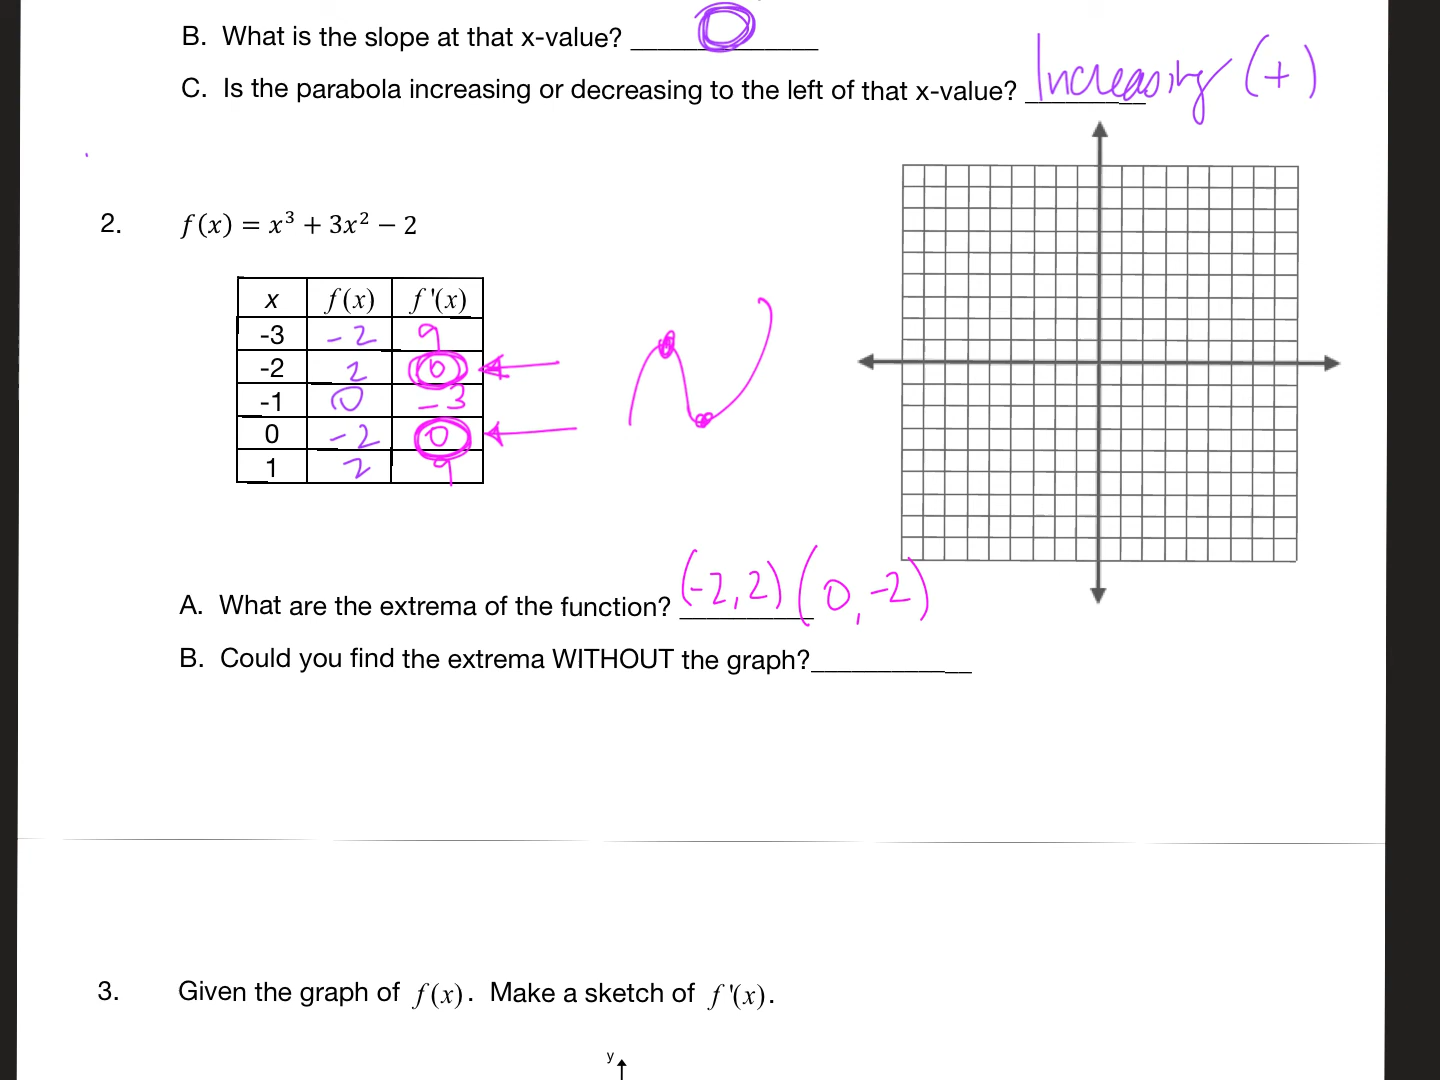 B. What is the slope at that x-value? 0
C. Is the parabola increasing or decreasing to the left of that x-value? Increasing (+)
2. f(x) = x³ + 3x² − 2
x f(x) f'(x)
-3 -2 9
-2 2 0
-1 0 -3
0 -2 0
1 2 9
A. What are the extrema of the function? (-2,2) (0,-2)
B. Could you find the extrema WITHOUT the graph?
3. Given the graph of f(x). Make a sketch of f'(x).
y